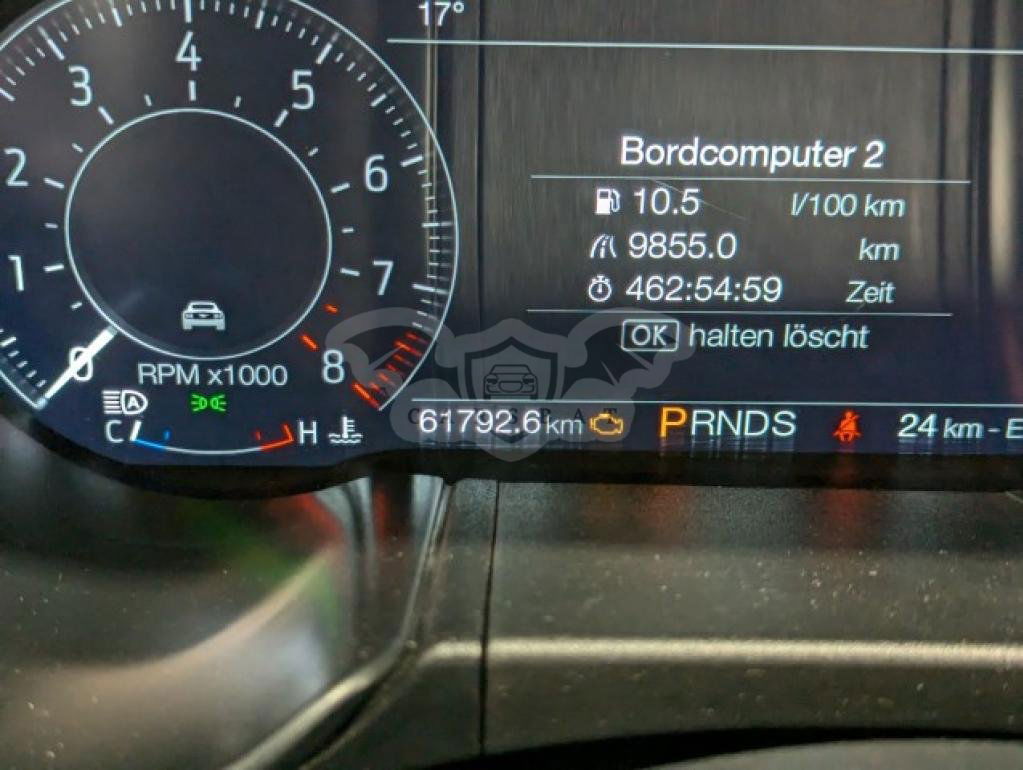 17°
4
3
5
2
6
1
7
0
8
RPM x1000
C
H
Bordcomputer 2
10.5 l/100 km
9855.0 km
462:54:59 Zeit
OK halten löscht
61792.6 km
PRNDS
24 km - E